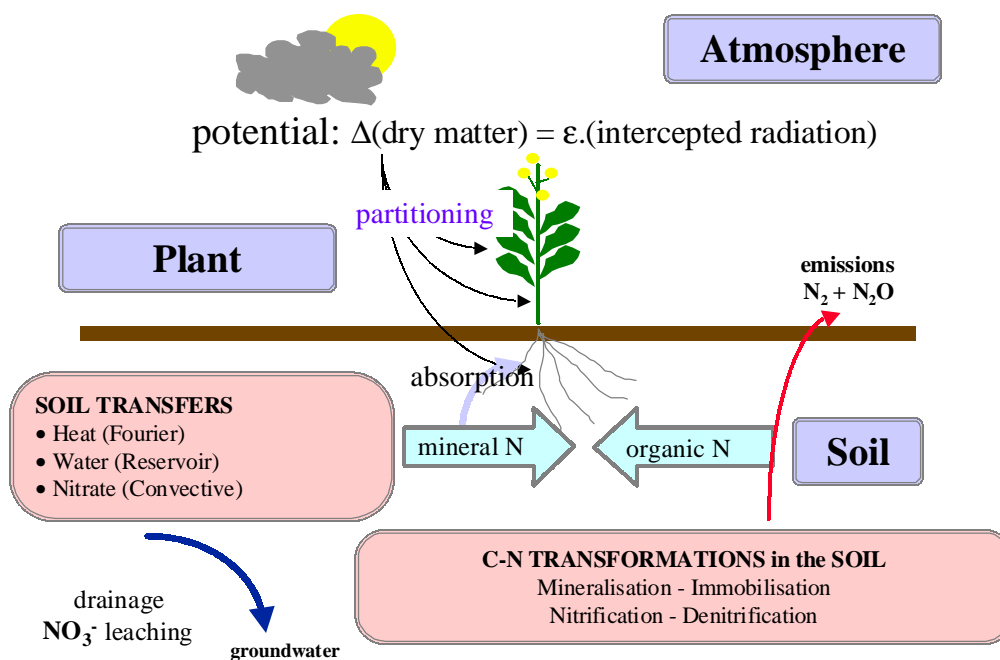 Atmosphere
potential: Δ(dry matter) = ε.(intercepted radiation)
partitioning
Plant
emissions
N₂ + N₂O
absorption
SOIL TRANSFERS
• Heat (Fourier)
• Water (Reservoir)
• Nitrate (Convective)
mineral N
organic N
Soil
C-N TRANSFORMATIONS in the SOIL
Mineralisation - Immobilisation
Nitrification - Denitrification
drainage
NO₃⁻ leaching
groundwater